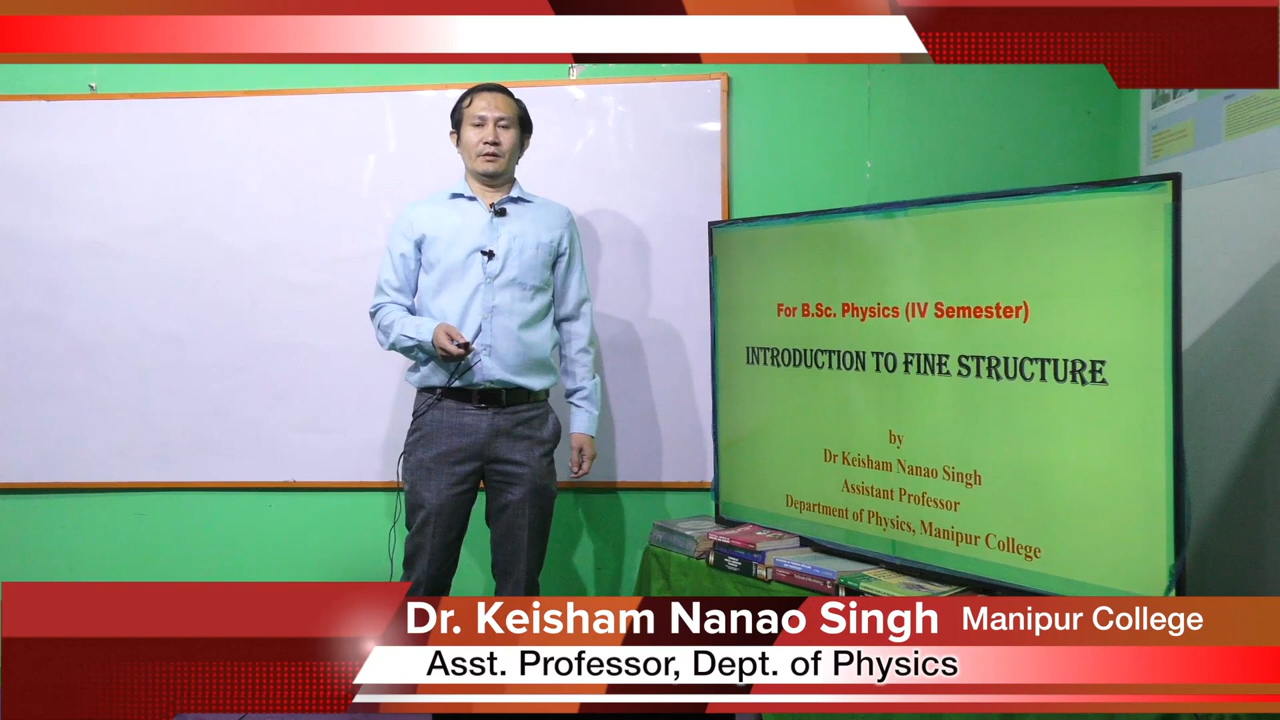 For B.Sc. Physics (IV Semester)
INTRODUCTION TO FINE STRUCTURE
by
Dr Keisham Nanao Singh
Assistant Professor
Department of Physics, Manipur College
Dr. Keisham Nanao Singh Manipur College
Asst. Professor, Dept. of Physics